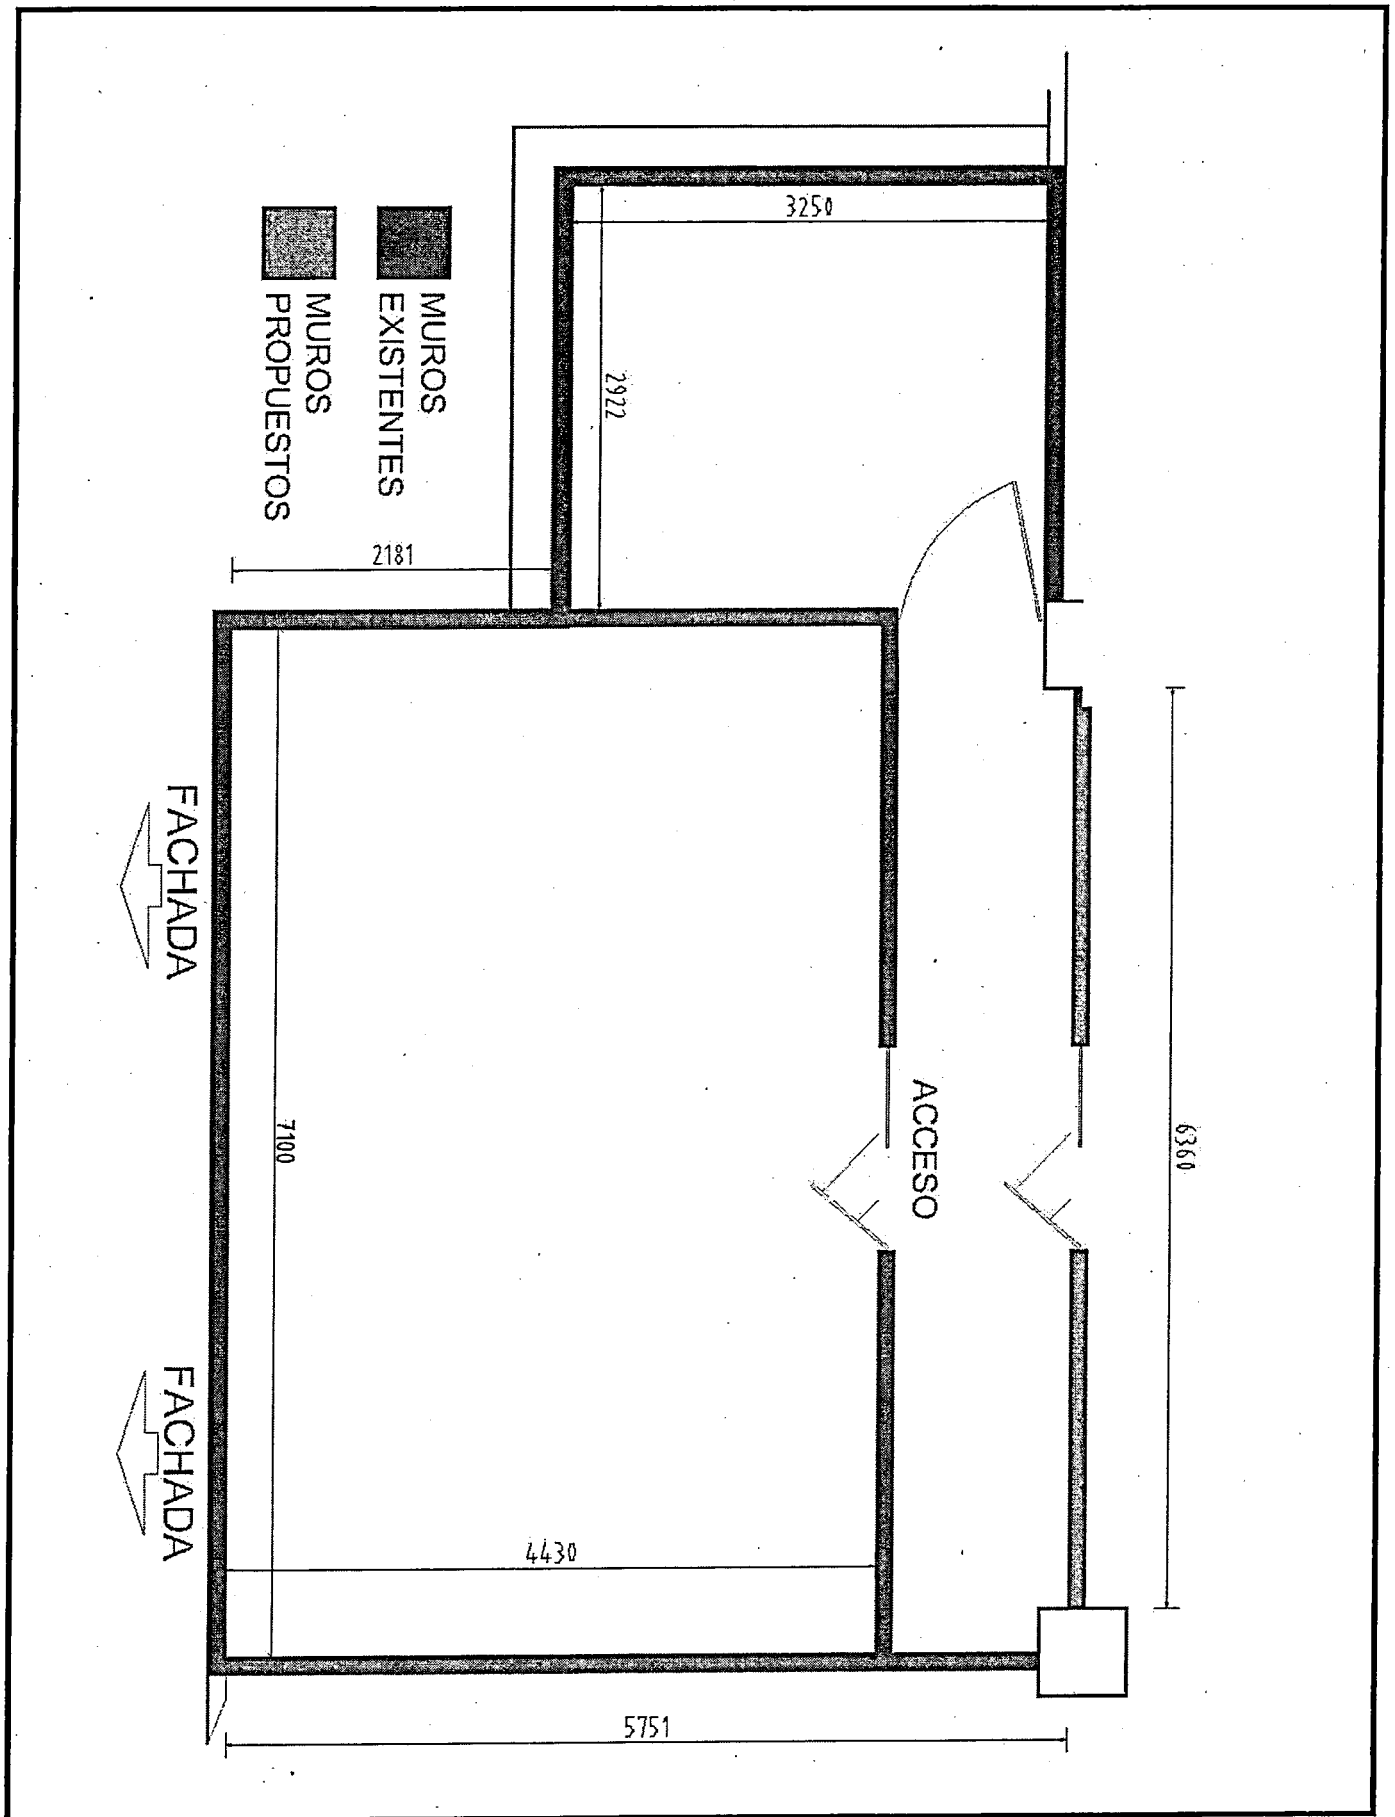 3250
2922
MUROS
EXISTENTES
MUROS
PROPUESTOS
2181
6360
ACCESO
7100
4430
5751
FACHADA
FACHADA